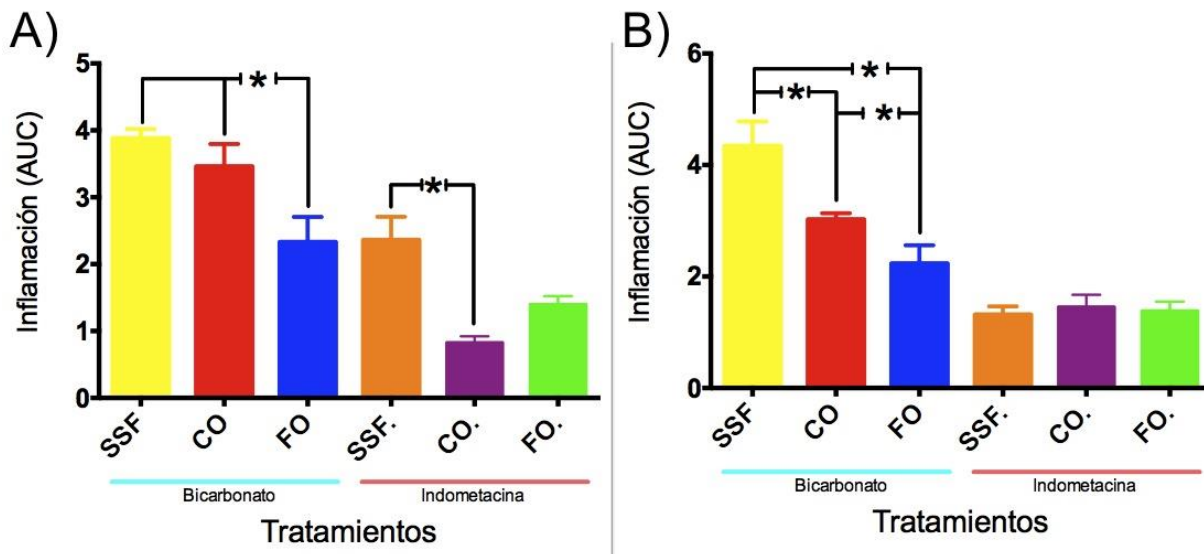 A)
Inflamación (AUC)
5
4
3
2
1
0
*
*
SSF
CO
FO
SSF.
CO.
FO.
Bicarbonato
Indometacina
Tratamientos
B)
Inflamación (AUC)
6
4
2
0
*
*
*
SSF
CO
FO
SSF.
CO.
FO.
Bicarbonato
Indometacina
Tratamientos